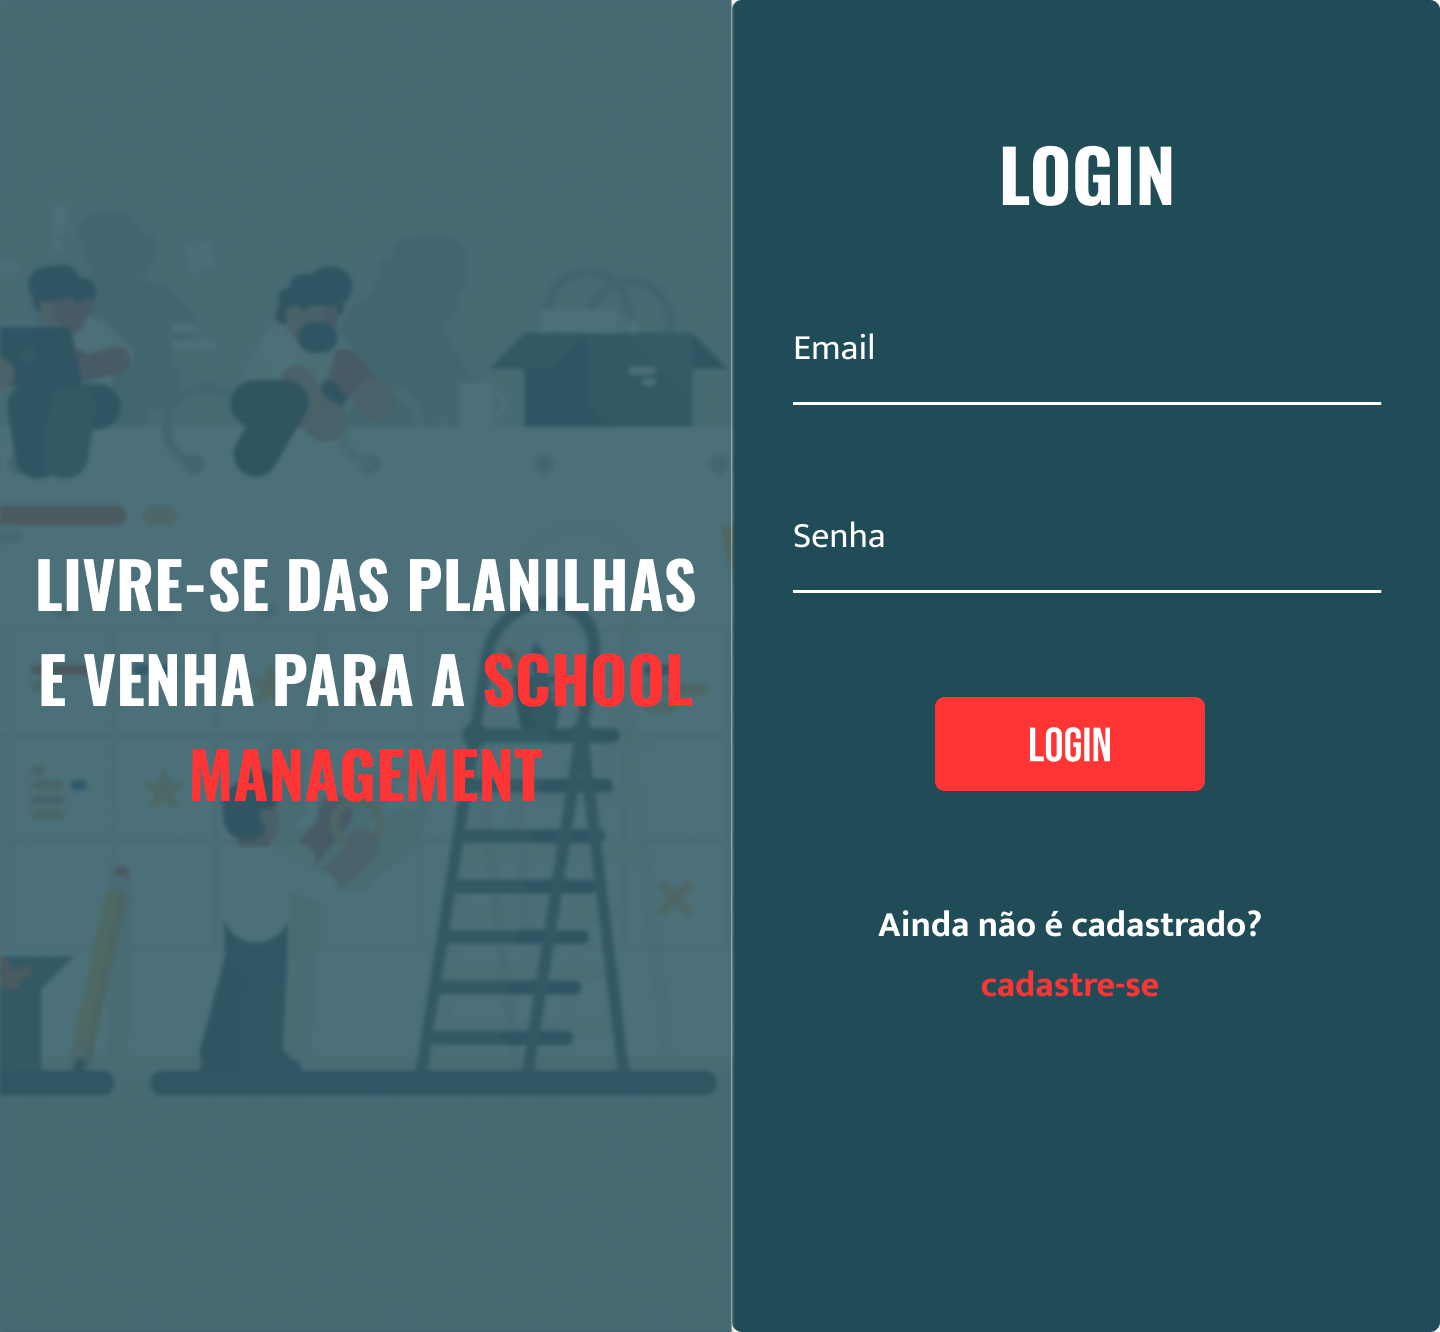 LIVRE-SE DAS PLANILHAS
E VENHA PARA A SCHOOL
MANAGEMENT
LOGIN
Email
Senha
LOGIN
Ainda não é cadastrado?
cadastre-se